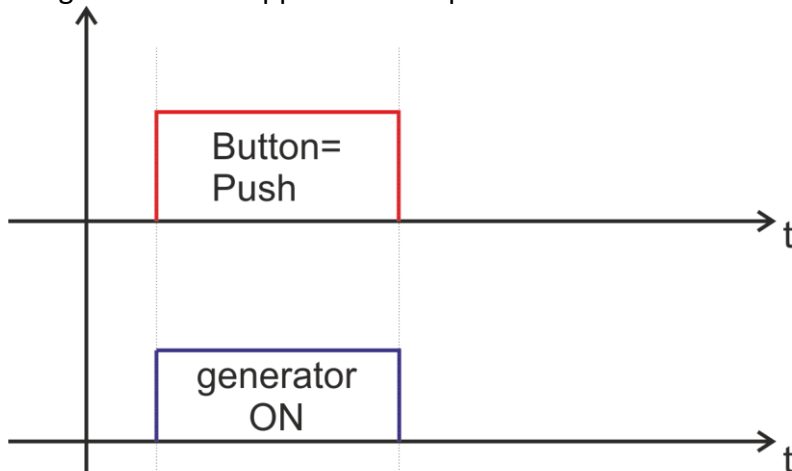 Button=
Push
t
generator
ON
t